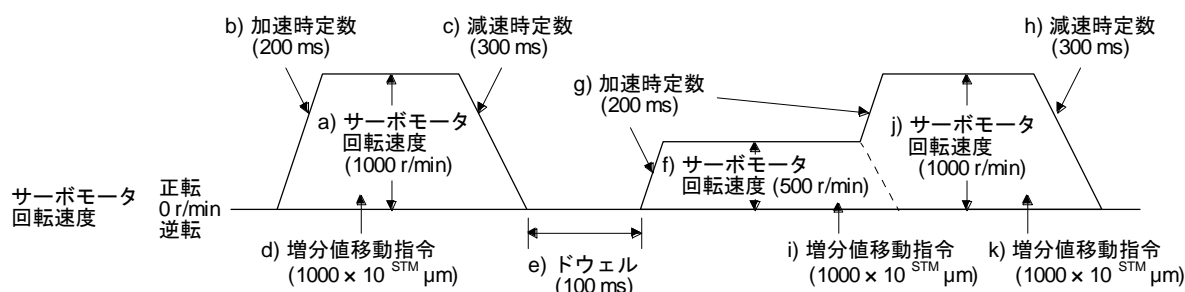 b) 加速時定数
(200 ms)
c) 減速時定数
(300 ms)
h) 減速時定数
(300 ms)
g) 加速時定数
(200 ms)
a) サーボモータ
回転速度
(1000 r/min)
f) サーボモータ
回転速度 (500 r/min)
j) サーボモータ
回転速度
(1000 r/min)
サーボモータ
回転速度
正転
0 r/min
逆転
d) 増分値移動指令
(1000 × 10 STM μm)
e) ドウェル
(100 ms)
i) 増分値移動指令
(1000 × 10 STM μm)
k) 増分値移動指令
(1000 × 10 STM μm)